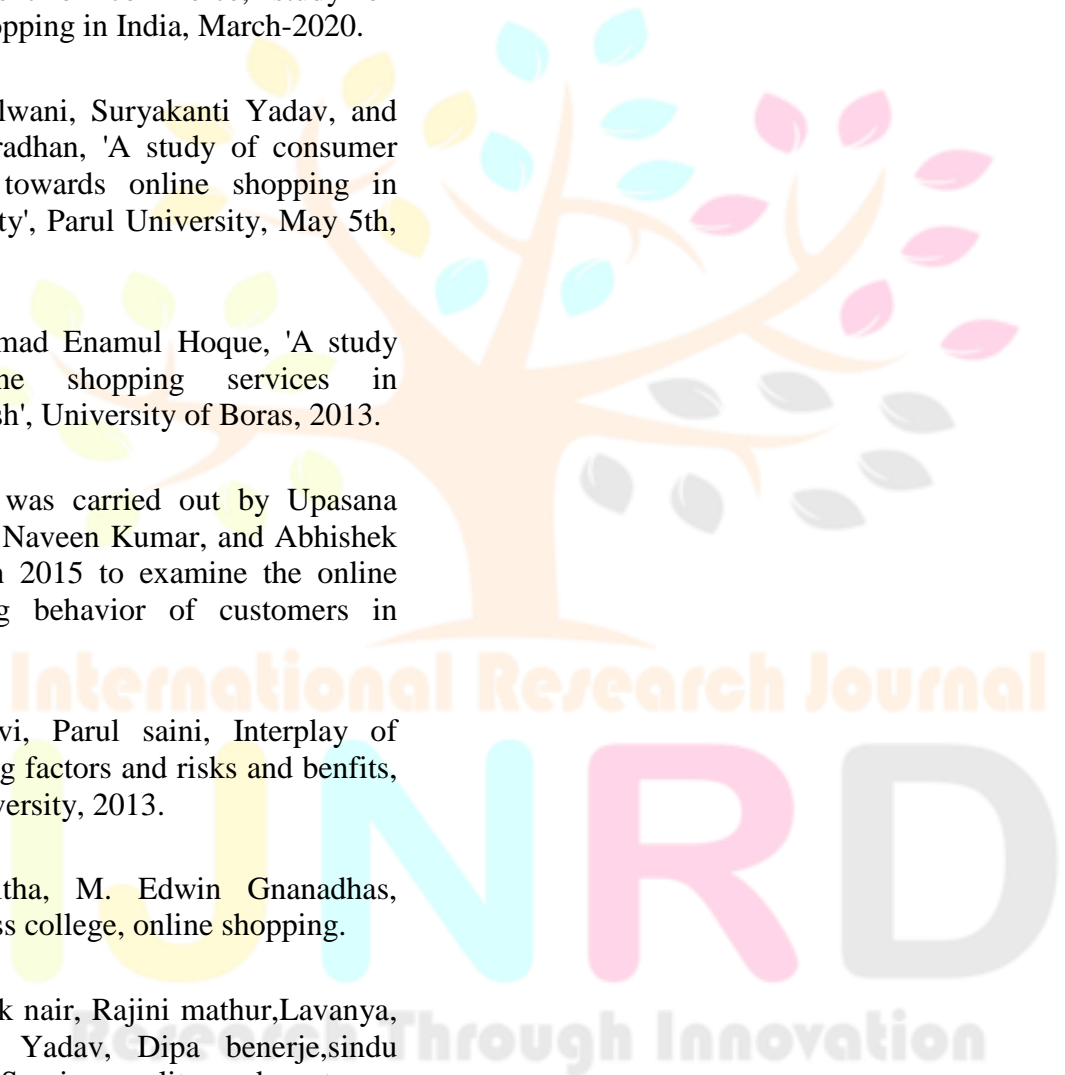 opping in India, March-2020.
lwani, Suryakanti Yadav, and
radhan, 'A study of consumer
towards online shopping in
ty', Parul University, May 5th,
mad Enamul Hoque, 'A study
ne shopping services in
sh', University of Boras, 2013.
was carried out by Upasana
Naveen Kumar, and Abhishek
n 2015 to examine the online
g behavior of customers in
International Research Journal
vi, Parul saini, Interplay of
g factors and risks and benfits,
versity, 2013.
IJNRD
itha, M. Edwin Gnanadhas,
ss college, online shopping.
k nair, Rajini mathur,Lavanya,
Yadav, Dipa benerje,sindu
Research Through Innovation